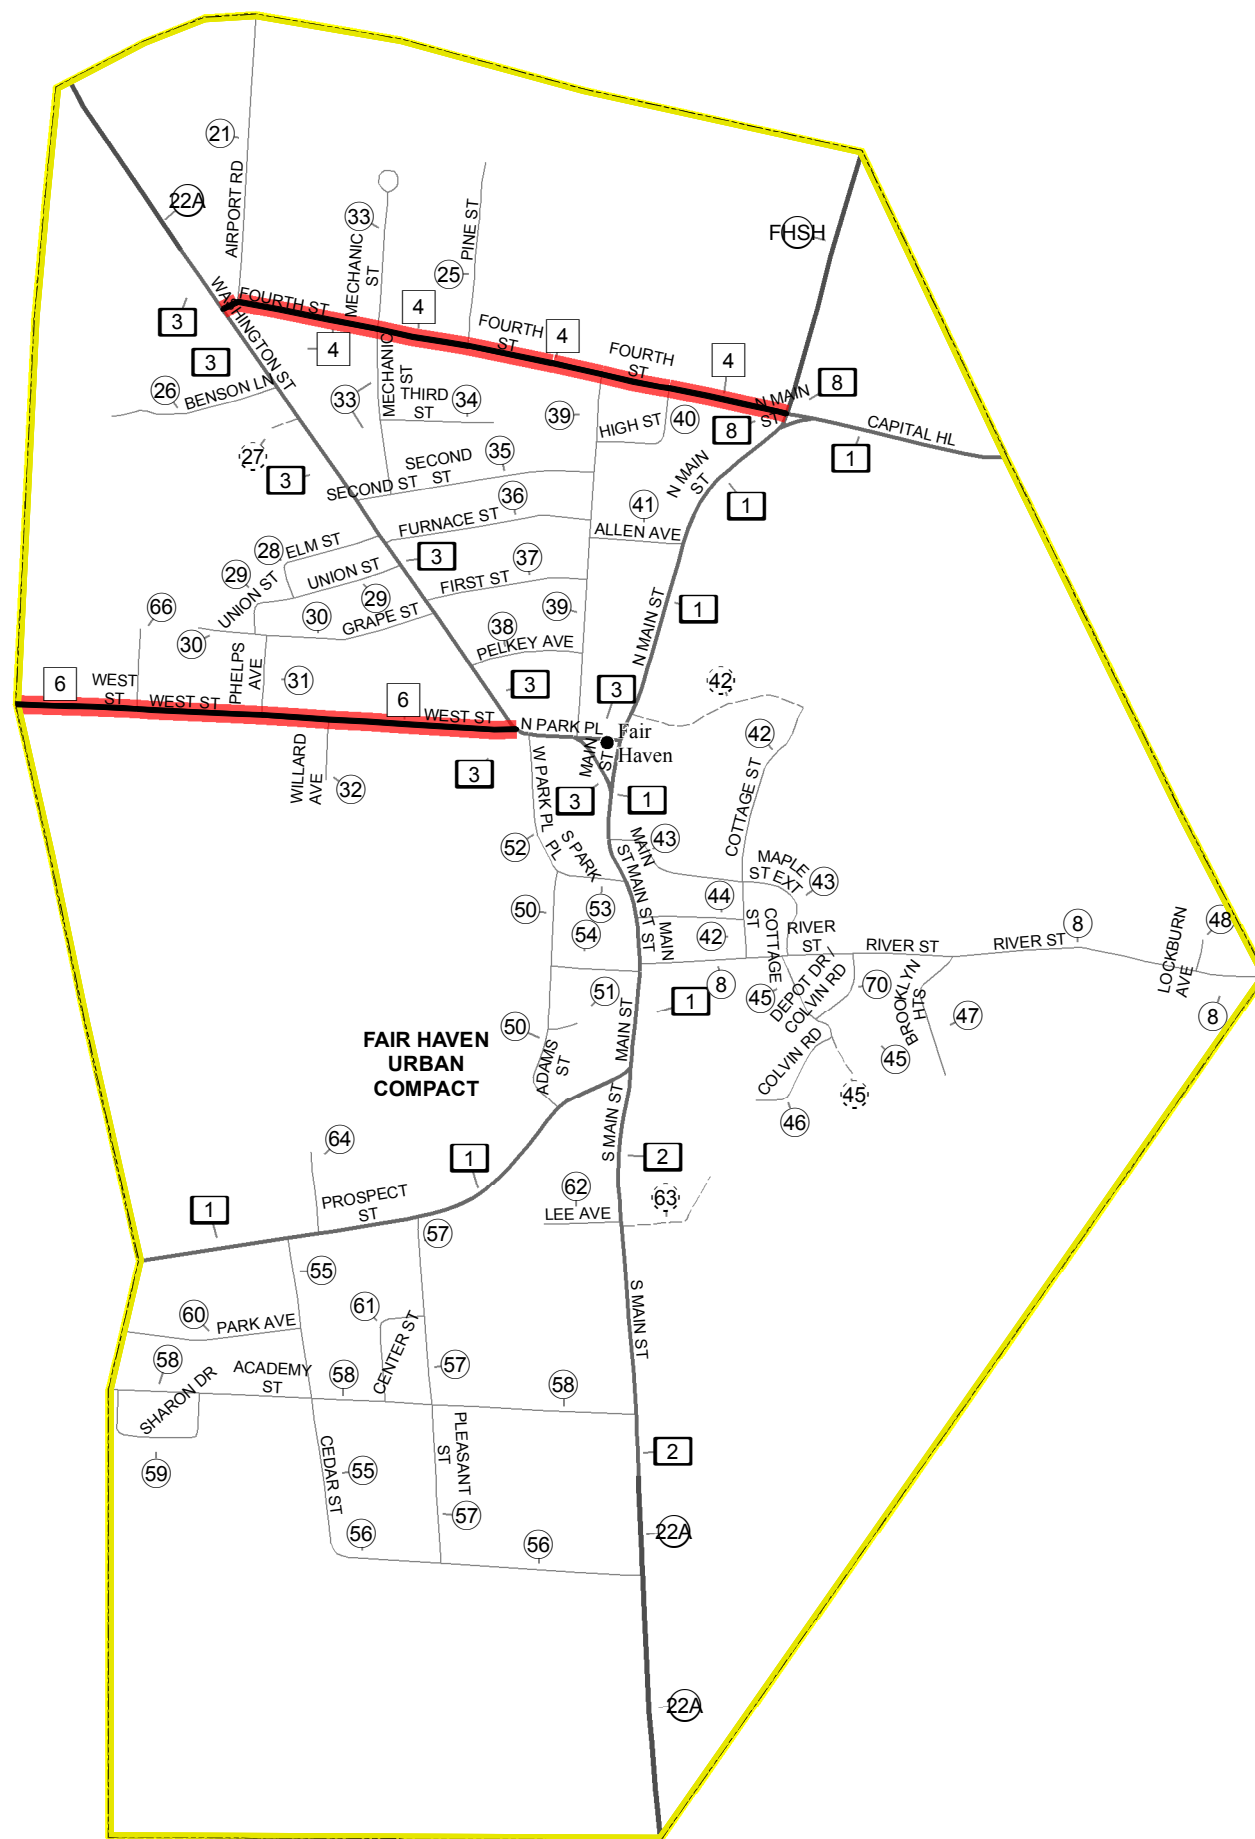 21
AIRPORT RD
22A
33
MECHANIC
ST
PINE ST
25
FHSH
WASHINGTON ST
FOURTH ST
4
3
4
FOURTH
ST
4
FOURTH
ST
4
3
26
BENSON LN
MECHANIC
ST
33
THIRD
ST
34
39
HIGH ST
40
8
N MAIN
ST
8
CAPITAL HL
1
27
3
SECOND
ST
35
SECOND ST
36
N MAIN
ST
1
FURNACE ST
41
ALLEN AVE
28
ELM ST
29
UNION ST
UNION ST
29
3
37
FIRST ST
66
30
30
GRAPE ST
38
PELKEY AVE
39
1
N MAIN ST
6
WEST
ST
WEST ST
PHELPS
AVE
31
6
WEST ST
3
N PARK PL
3
42
Fair
Haven
MAIN
ST
42
WILLARD
AVE
32
3
W PARK PL
3
1
COTTAGE ST
52
S PARK
PL
MAIN
ST
43
MAPLE
ST EXT
43
50
53
54
MAIN ST
MAIN
ST
44
42
COTTAGE
ST
RIVER
ST
RIVER ST
RIVER ST
8
LOCKBURN
AVE
48
8
8
45
DEPOT DR /
COLVIN RD
70
BROOKLYN
HTS
47
51
1
50
ADAMS
ST
MAIN ST
FAIR HAVEN
URBAN
COMPACT
COLVIN RD
45
45
46
64
1
S MAIN ST
2
62
LEE AVE
63
1
PROSPECT
ST
57
55
60
PARK AVE
61
CENTER ST
S MAIN ST
58
SHARON DR
ACADEMY
ST
58
57
58
59
CEDAR ST
55
PLEASANT
ST
2
57
56
56
22A
22A